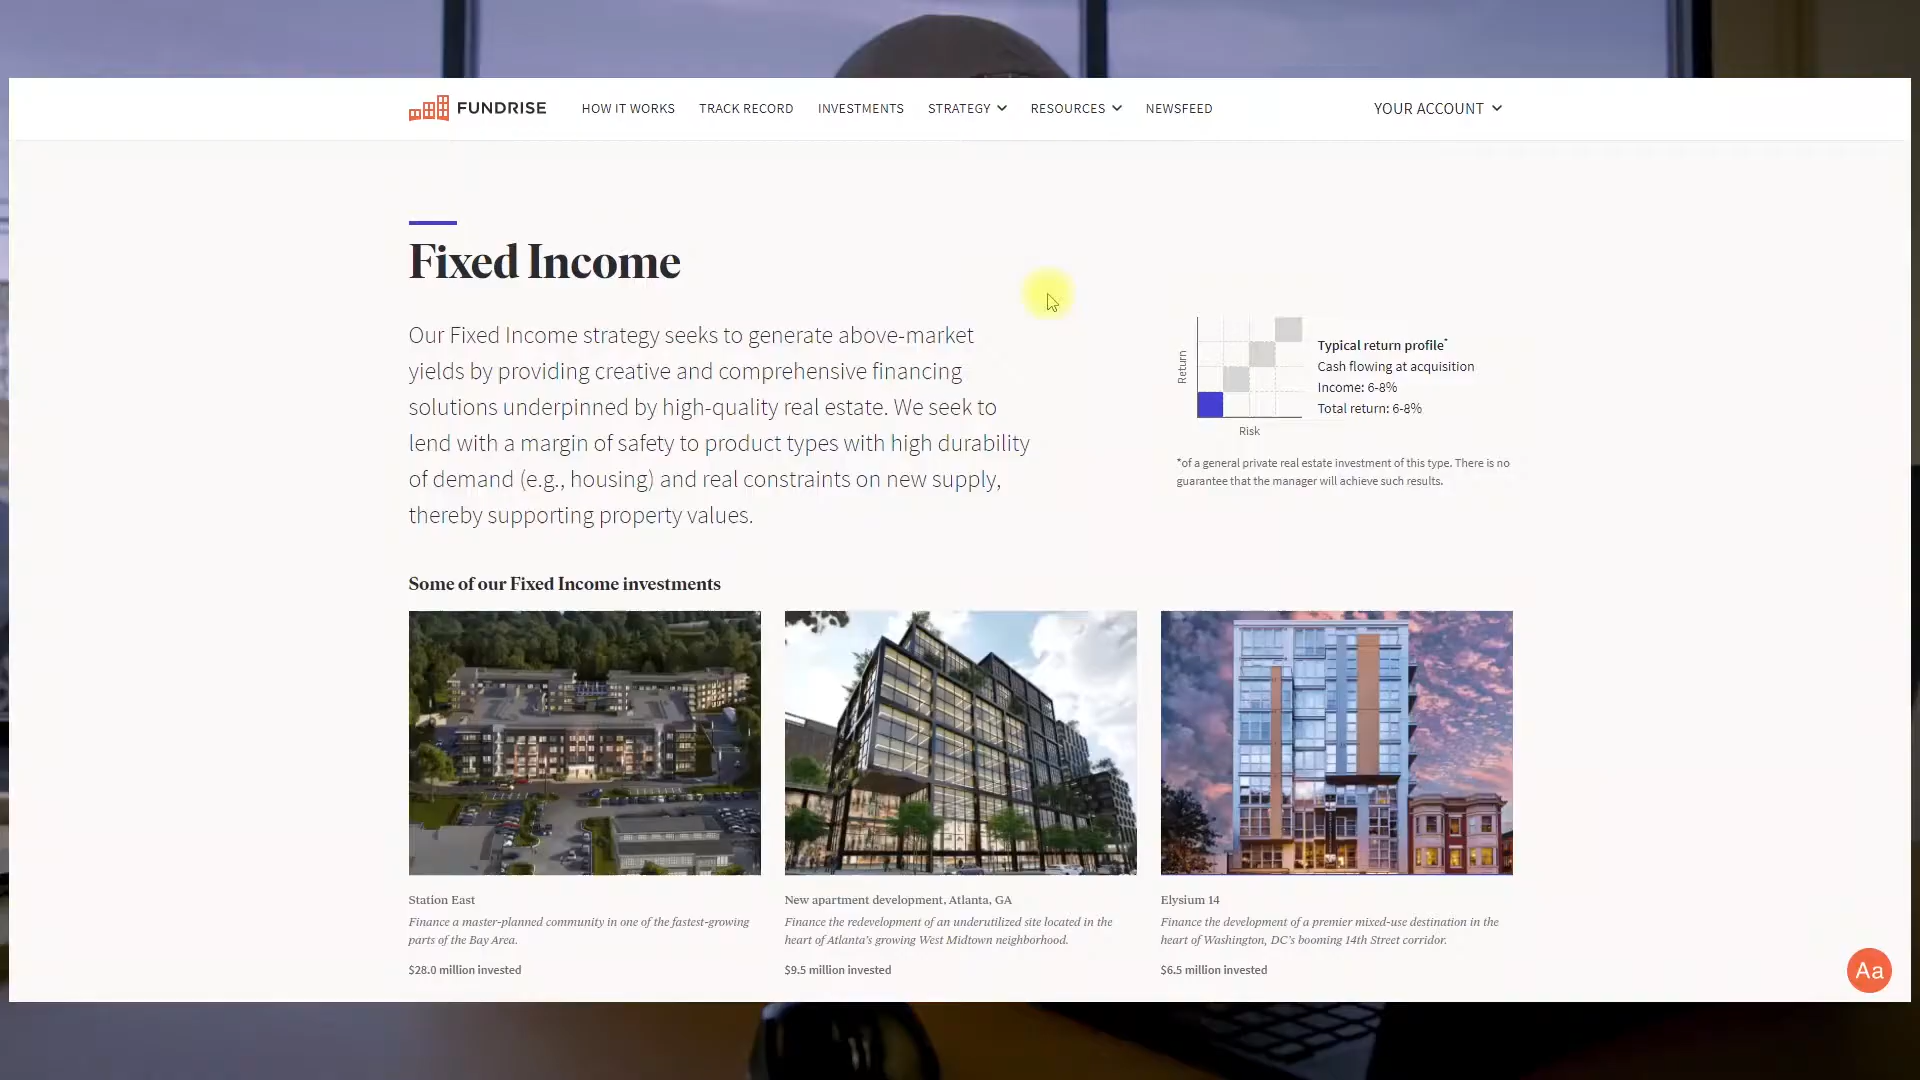 FUNDRISE
HOW IT WORKS
TRACK RECORD
INVESTMENTS
STRATEGY
RESOURCES
NEWSFEED
YOUR ACCOUNT
Fixed Income
Our Fixed Income strategy seeks to generate above-market
yields by providing creative and comprehensive financing
solutions underpinned by high-quality real estate. We seek to
lend with a margin of safety to product types with high durability
of demand (e.g., housing) and real constraints on new supply,
thereby supporting property values.
Return
Risk
Typical return profile*
Cash flowing at acquisition
Income: 6-8%
Total return: 6-8%
*of a general private real estate investment of this type. There is no
guarantee that the manager will achieve such results.
Some of our Fixed Income investments
Station East
Finance a master-planned community in one of the fastest-growing
parts of the Bay Area.
$28.0 million invested
New apartment development, Atlanta, GA
Finance the redevelopment of an underutilized site located in the
heart of Atlanta's growing West Midtown neighborhood.
$9.5 million invested
Elysium 14
Finance the development of a premier mixed-use destination in the
heart of Washington, DC's booming 14th Street corridor.
$6.5 million invested
Aa